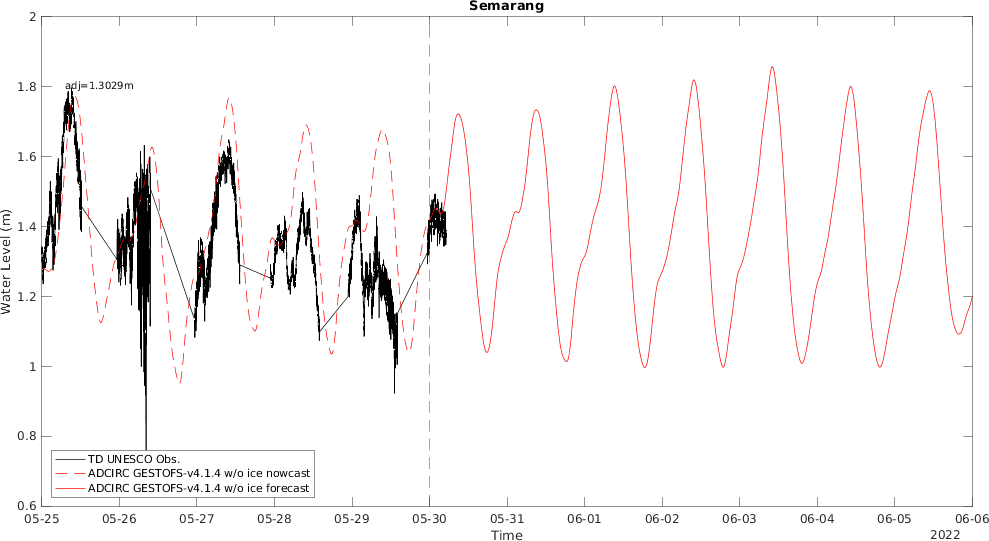 Semarang
2
1.8
1.6
1.4
1.2
1
0.8
0.6
Water Level (m)
adj=1.3029m
TD UNESCO Obs.
ADCIRC GESTOFS-v4.1.4 w/o ice nowcast
ADCIRC GESTOFS-v4.1.4 w/o ice forecast
05-25 05-26 05-27 05-28 05-29 05-30 05-31 06-01 06-02 06-03 06-04 06-05 06-06
Time
2022